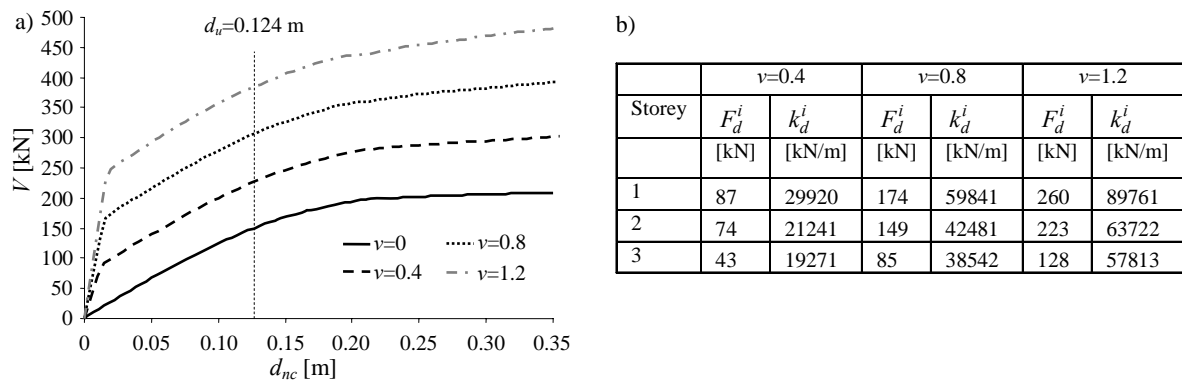 a)
d_u=0.124 m
500
450
400
350
300
250
200
150
100
50
0
V [kN]
v=0
v=0.8
v=0.4
v=1.2
0 0.05 0.10 0.15 0.20 0.25 0.30 0.35
d_nc [m]
b)
v=0.4 v=0.8 v=1.2
Storey F_d^i k_d^i F_d^i k_d^i F_d^i k_d^i
[kN] [kN/m] [kN] [kN/m] [kN] [kN/m]
1 87 29920 174 59841 260 89761
2 74 21241 149 42481 223 63722
3 43 19271 85 38542 128 57813